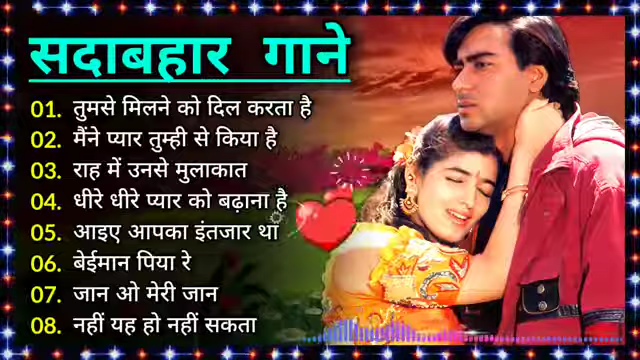 सदाबहार गाने
01. तुमसे मिलने को दिल करता है
02. मैंने प्यार तुम्ही से किया है
03. राह में उनसे मुलाकात
04. धीरे धीरे प्यार को बढ़ाना है
05. आइए आपका इंतजार था
06. बेईमान पिया रे
07. जान ओ मेरी जान
08. नहीं यह हो नहीं सकता